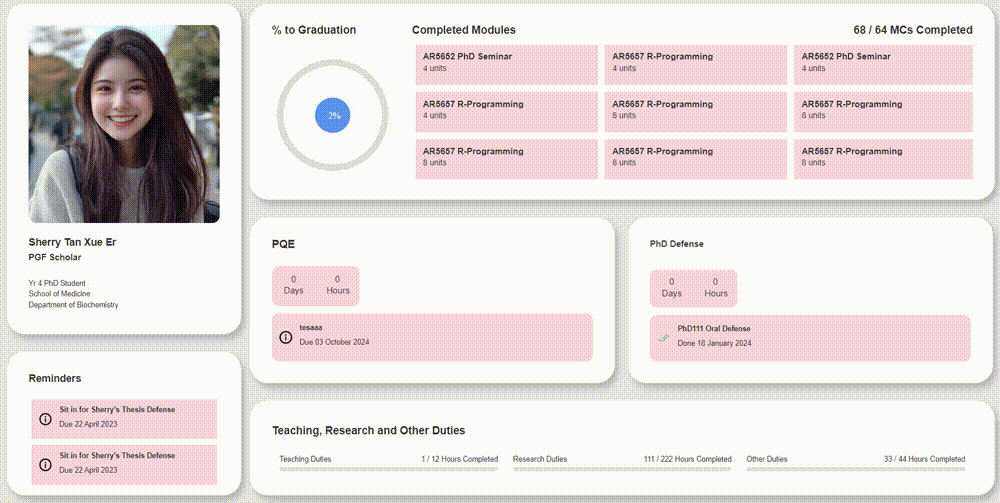 Sherry Tan Xue Er
PGF Scholar
Yr 4 PhD Student
School of Medicine
Department of Biochemistry
Reminders
Sit in for Sherry's Thesis Defense
Due 22 April 2023
Sit in for Sherry's Thesis Defense
Due 22 April 2023
% to Graduation
2%
Completed Modules
68 / 64 MCs Completed
AR5652 PhD Seminar
4 units
AR5657 R-Programming
4 units
AR5652 PhD Seminar
4 units
AR5657 R-Programming
4 units
AR5657 R-Programming
8 units
AR5657 R-Programming
8 units
AR5657 R-Programming
8 units
AR5657 R-Programming
8 units
AR5657 R-Programming
8 units
PQE
0 0
Days Hours
tesaaa
Due 03 October 2024
PhD Defense
0 0
Days Hours
PhD111 Oral Defense
Done 18 January 2024
Teaching, Research and Other Duties
Teaching Duties 1 / 12 Hours Completed
Research Duties 111 / 222 Hours Completed
Other Duties 33 / 44 Hours Completed